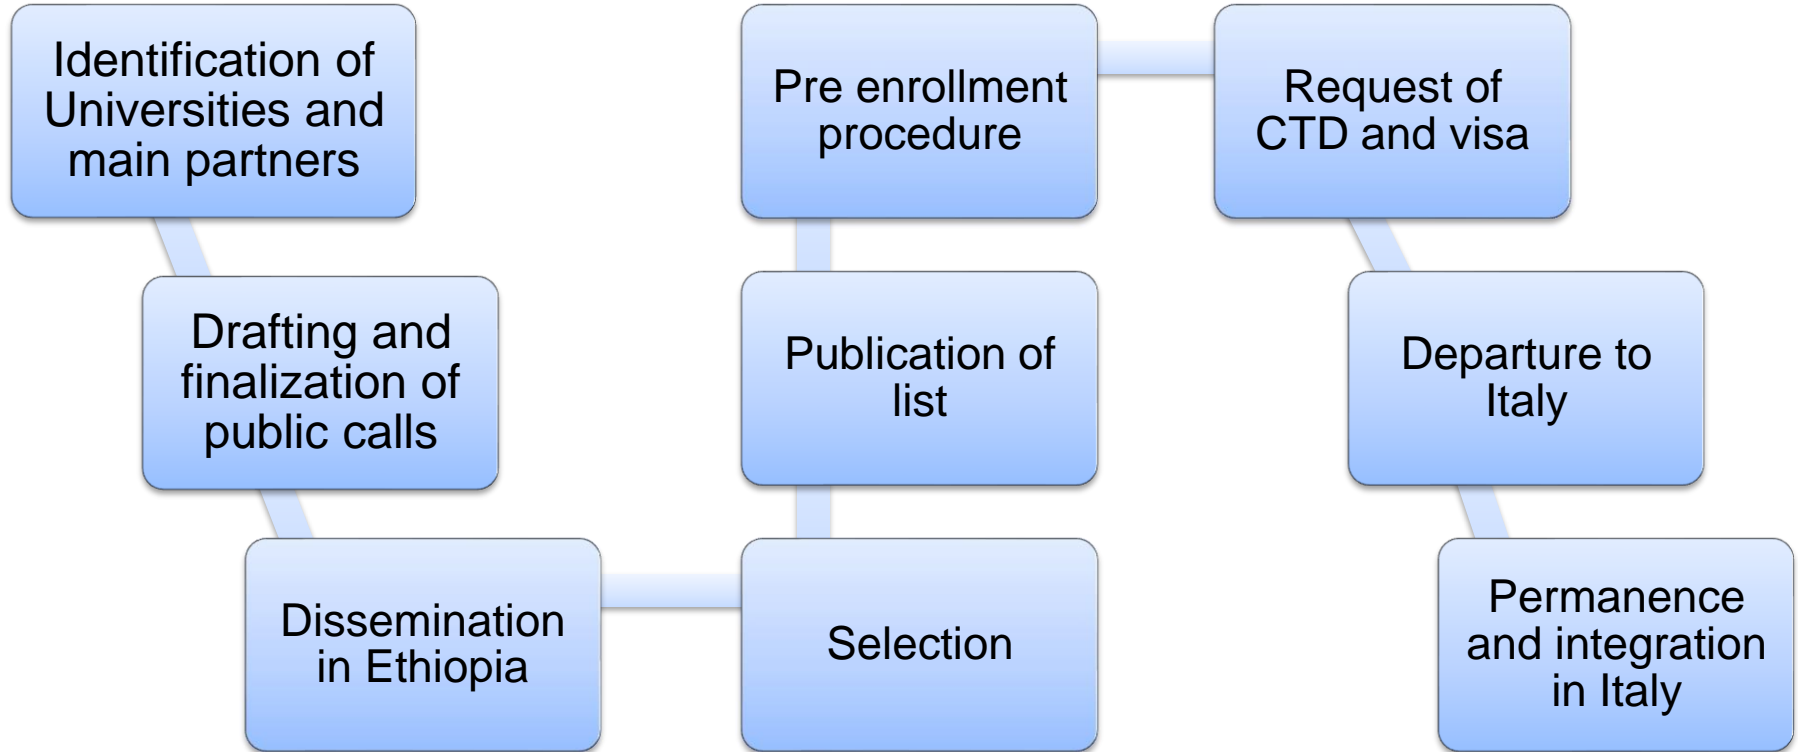 Identification of
Universities and
main partners
Drafting and
finalization of
public calls
Dissemination
in Ethiopia
Selection
Publication of
list
Pre enrollment
procedure
Request of
CTD and visa
Departure to
Italy
Permanence
and integration
in Italy